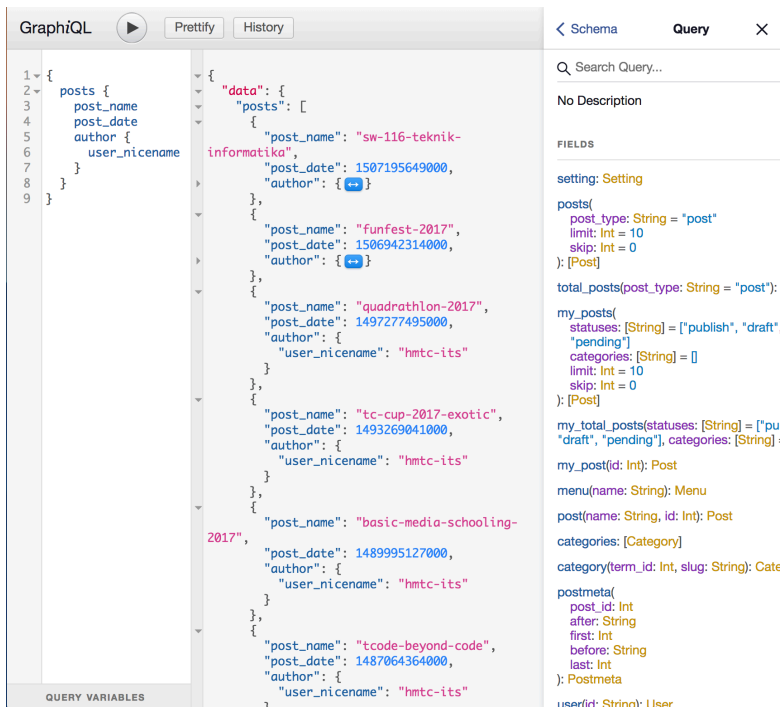 GraphiQL
Prettify
History
1 {
2 posts {
3 post_name
4 post_date
5 author {
6 user_nicename
7 }
8 }
9 }
QUERY VARIABLES
{
"data": {
"posts": [
{
"post_name": "sw-116-teknik-
informatika",
"post_date": 1507195649000,
"author": {↔}
},
{
"post_name": "funfest-2017",
"post_date": 1506942314000,
"author": {↔}
},
{
"post_name": "quadrathlon-2017",
"post_date": 1497277495000,
"author": {
"user_nicename": "hmtc-its"
}
},
{
"post_name": "tc-cup-2017-exotic",
"post_date": 1493269041000,
"author": {
"user_nicename": "hmtc-its"
}
},
{
"post_name": "basic-media-schooling-
2017",
"post_date": 1489995127000,
"author": {
"user_nicename": "hmtc-its"
}
},
{
"post_name": "tcode-beyond-code",
"post_date": 1487064364000,
"author": {
"user_nicename": "hmtc-its"
}
Schema
Query
Search Query...
No Description
FIELDS
setting: Setting
posts(
post_type: String = "post"
limit: Int = 10
skip: Int = 0
): [Post]
total_posts(post_type: String = "post"):
my_posts(
statuses: [String] = ["publish", "draft"
"pending"]
categories: [String] = []
limit: Int = 10
skip: Int = 0
): [Post]
my_total_posts(statuses: [String] = ["pu
"draft", "pending"], categories: [String] =
my_post(id: Int): Post
menu(name: String): Menu
post(name: String, id: Int): Post
categories: [Category]
category(term_id: Int, slug: String): Cate
postmeta(
post_id: Int
after: String
first: Int
before: String
last: Int
): Postmeta
user(id: String): User